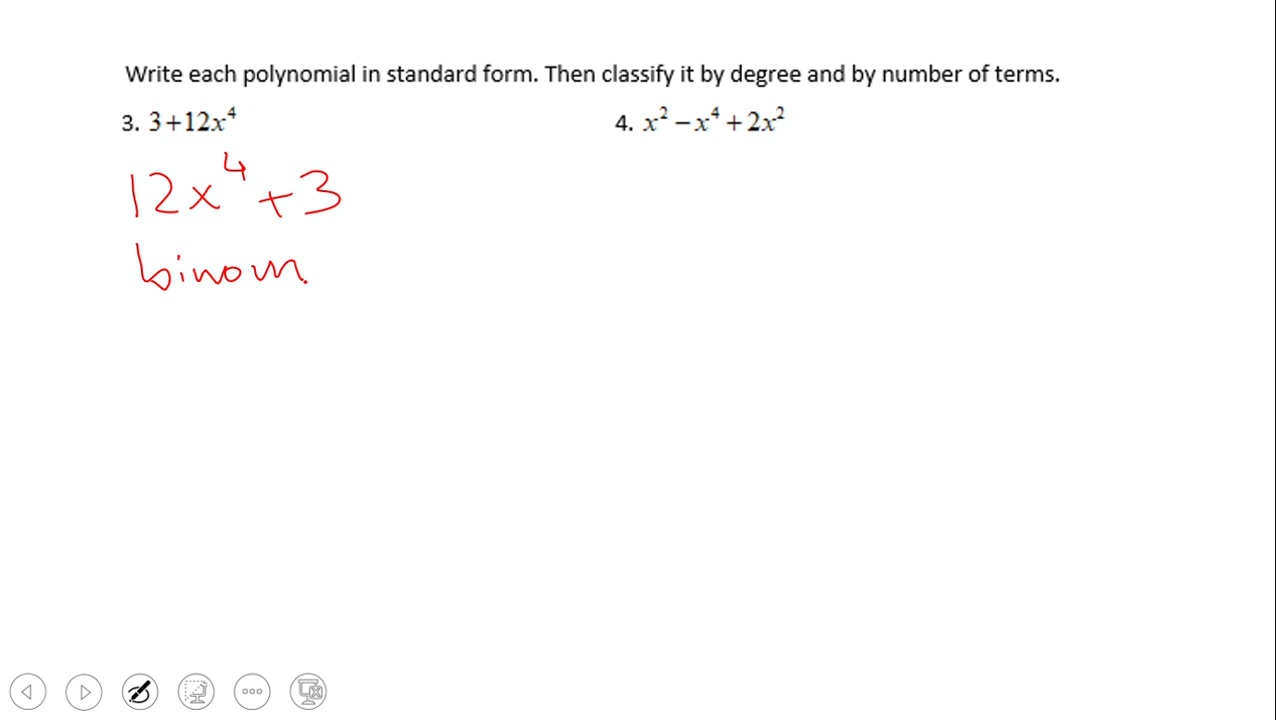 Write each polynomial in standard form. Then classify it by degree and by number of terms.
3. 3+12x⁴
4. x² −x⁴ +2x²
12x⁴ +3
binom